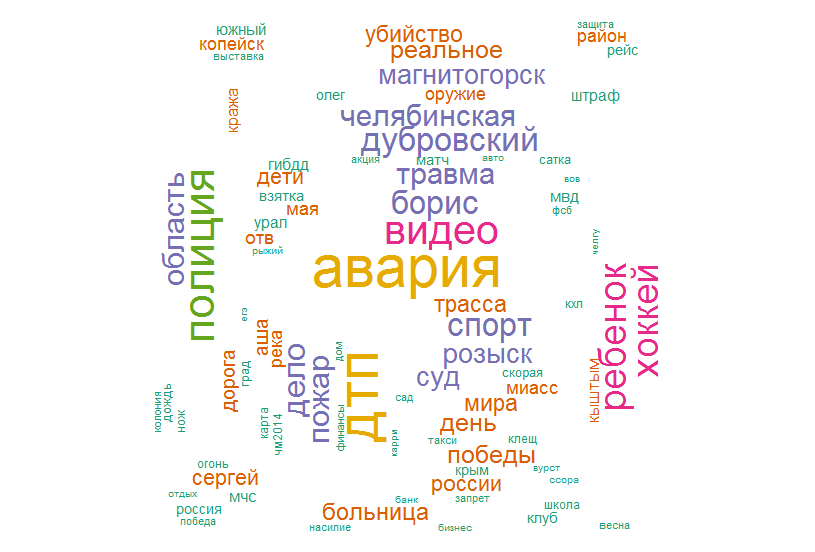 защита
южный
убийство
район
копейск
реальное
рейс
выставка
магнитогорск
кража
олег
оружие
штраф
челябинская
дубровский
гибдд
акция
матч
авто
сатка
дети
травма
вов
область
полиция
взятка
борис
МВД
мая
фсб
урал
видео
отв
челгу
рыжий
авария
ребенок
хоккей
трасса
кхл
егэ
спорт
аша
река
дом
розыск
дорога
град
дело
пожар
ДТП
суд
скорая
миасс
кыштым
колония
дождь
нож
сад
мира
карта
чм2014
финансы
карри
день
такси
клещ
победы
огонь
крым
вурст
сергей
россии
ссора
отдых
мчс
банк
запрет
школа
россия
больница
клуб
победа
насилие
бизнес
весна